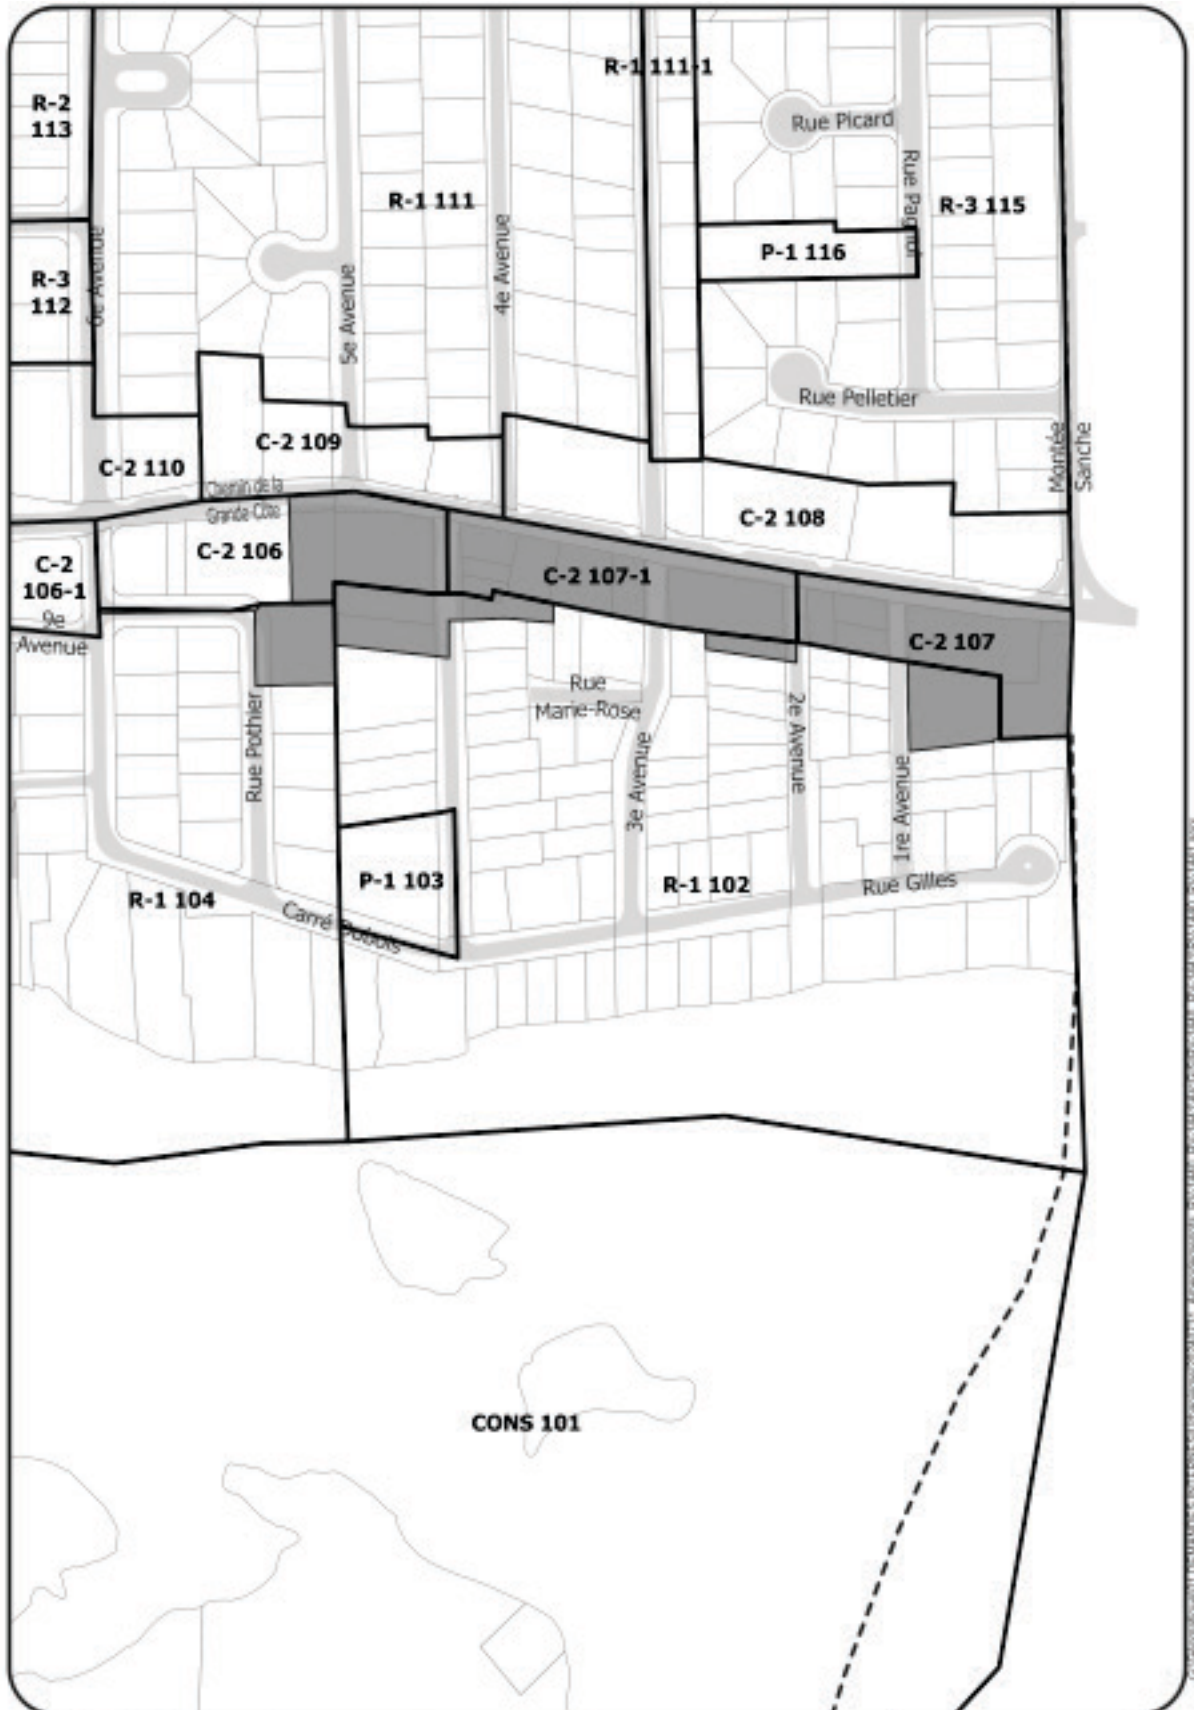 R-1 111-1
R-2
113
Rue Picard
Rue Pagnol
R-1 111
R-3 115
6e Avenue
4e Avenue
P-1 116
R-3
112
5e Avenue
Rue Pelletier
C-2 109
C-2 110
Montée
Sanche
Chemin de la
Grande-Côte
C-2 108
C-2 106
C-2
106-1
C-2 107-1
9e
Avenue
C-2 107
Rue
Marie-Rose
Rue Pothier
2e Avenue
3e Avenue
1re Avenue
P-1 103
R-1 102
Rue Gilles
R-1 104
Carré Dubois
CONS 101